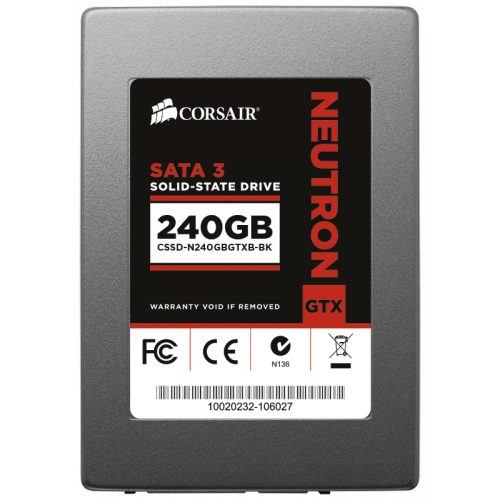 CORSAIR
SATA 3
SOLID-STATE DRIVE
240GB
CSSD-N240GBGTXB-BK
WARRANTY VOID IF REMOVED
NEUTRON
GTX
FC CE
N136
10020232-106027